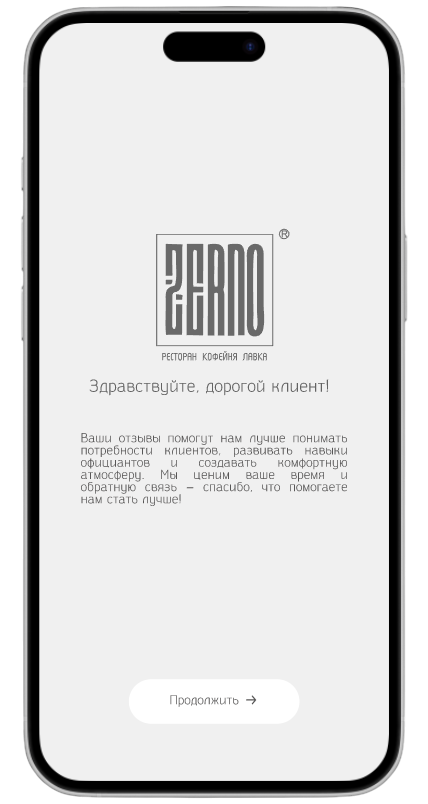 ZERNO
®
РЕСТОРАН КОФЕЙНЯ ЛАВКА
Здравствуйте, дорогой клиент!
Ваши отзывы помогут нам лучше понимать
потребности клиентов, развивать навыки
официантов и создавать комфортную
атмосферу. Мы ценим ваше время и
обратную связь – спасибо, что помогаете
нам стать лучше!
Продолжить →